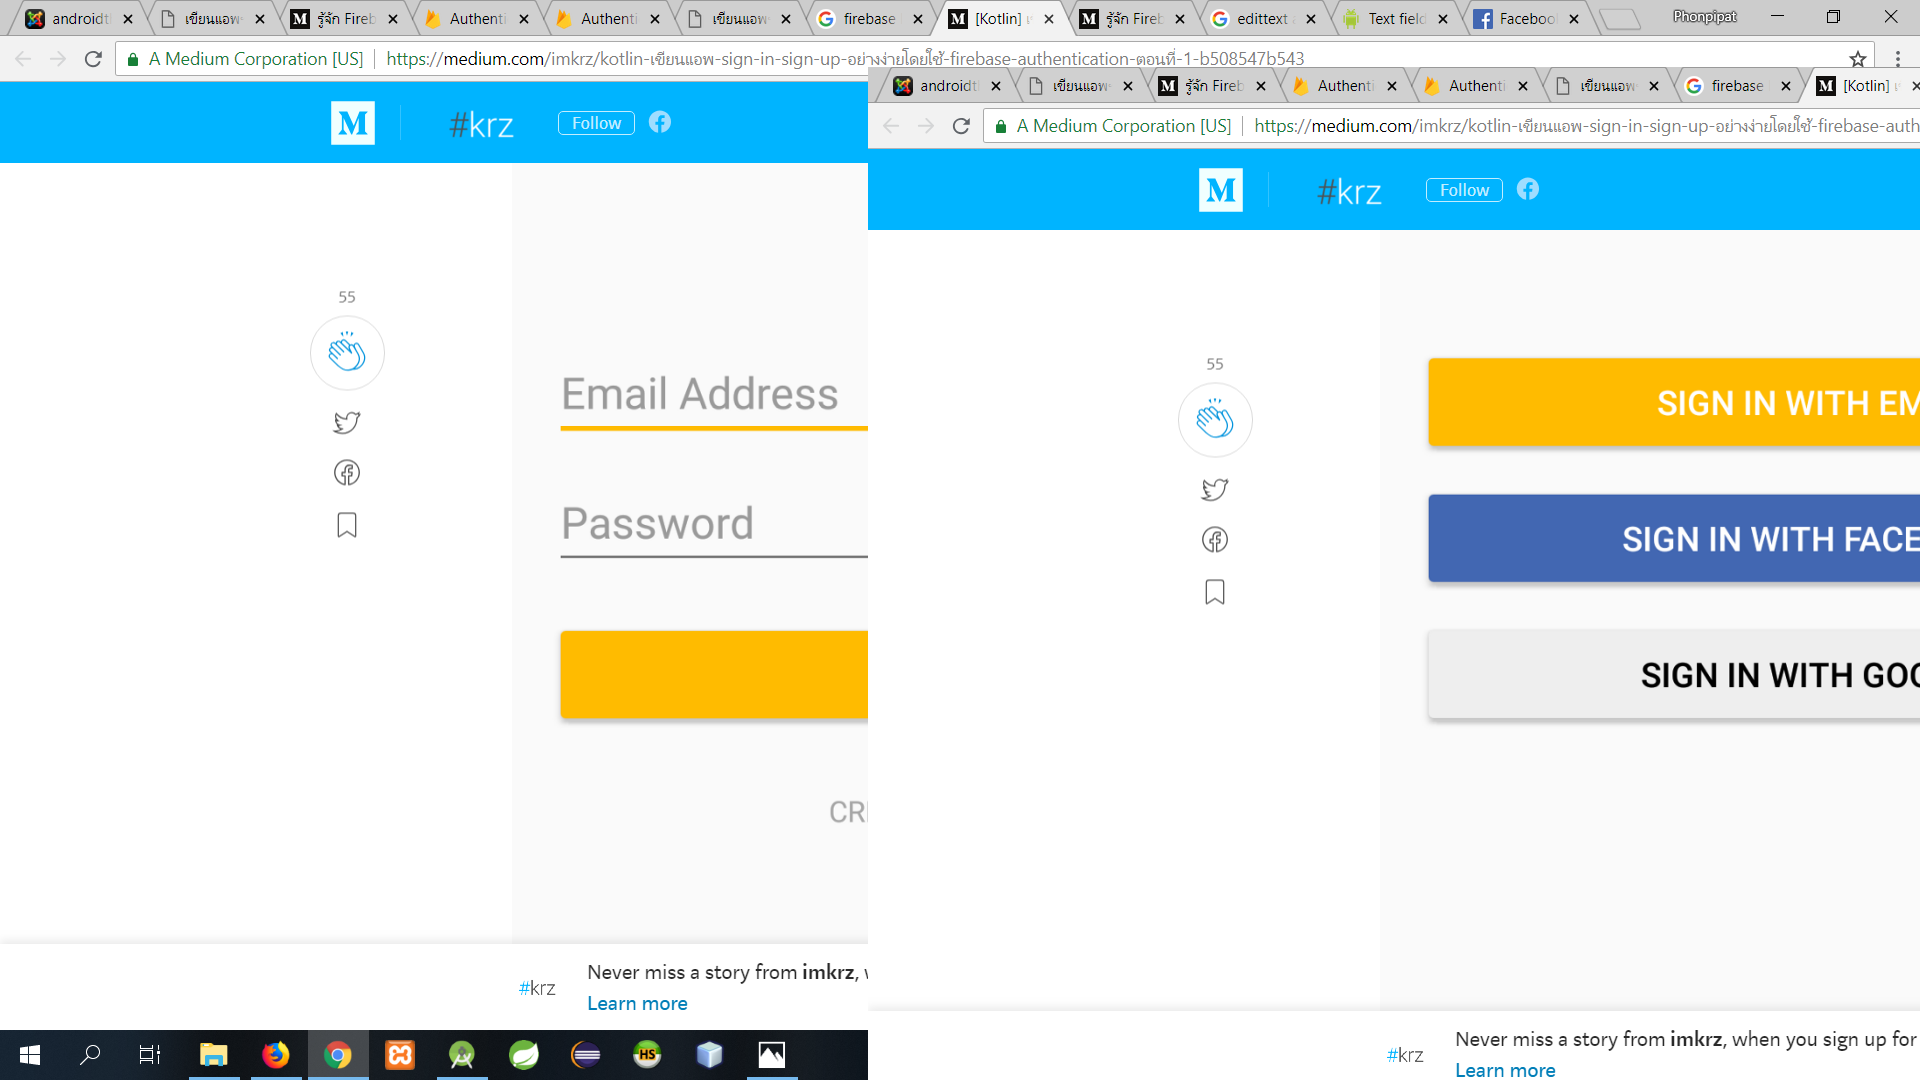 androidt
เขียนแอพ
M รู้จัก Fireb
Authenti
Authenti
เขียนแอพ
firebase
M [Kotlin] เ
M รู้จัก Fireb
edittext a
Text field
Faceboo
Phonpipat
A Medium Corporation [US]
https://medium.com/imkrz/kotlin-เขียนแอพ-sign-in-sign-up-อย่างง่ายโดยใช้-firebase-authentication-ตอนที่-1-b508547b543
M
#krz
Follow
55
Email Address
Password
CR
#krz
Never miss a story from imkrz,
Learn more
HS
androidt
เขียนแอพ
M รู้จัก Fireb
Authenti
Authenti
เขียนแอพ
firebase
M [Kotlin] เ
A Medium Corporation [US]
https://medium.com/imkrz/kotlin-เขียนแอพ-sign-in-sign-up-อย่างง่ายโดยใช้-firebase-auth
M
#krz
Follow
55
SIGN IN WITH EM
SIGN IN WITH FACE
SIGN IN WITH GOO
#krz
Never miss a story from imkrz, when you sign up for
Learn more